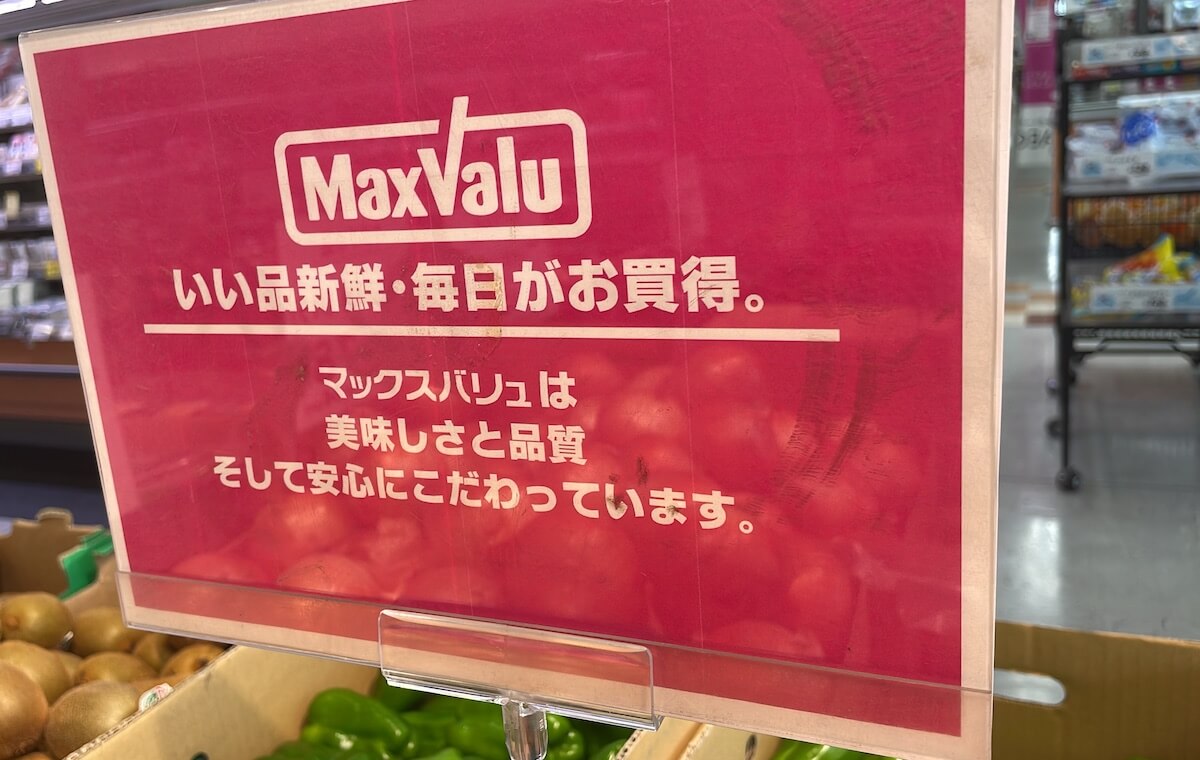 MaxValu
いい品新鮮・毎日がお買得。
マックスバリュは
美味しさと品質
そして安心にこだわっています。